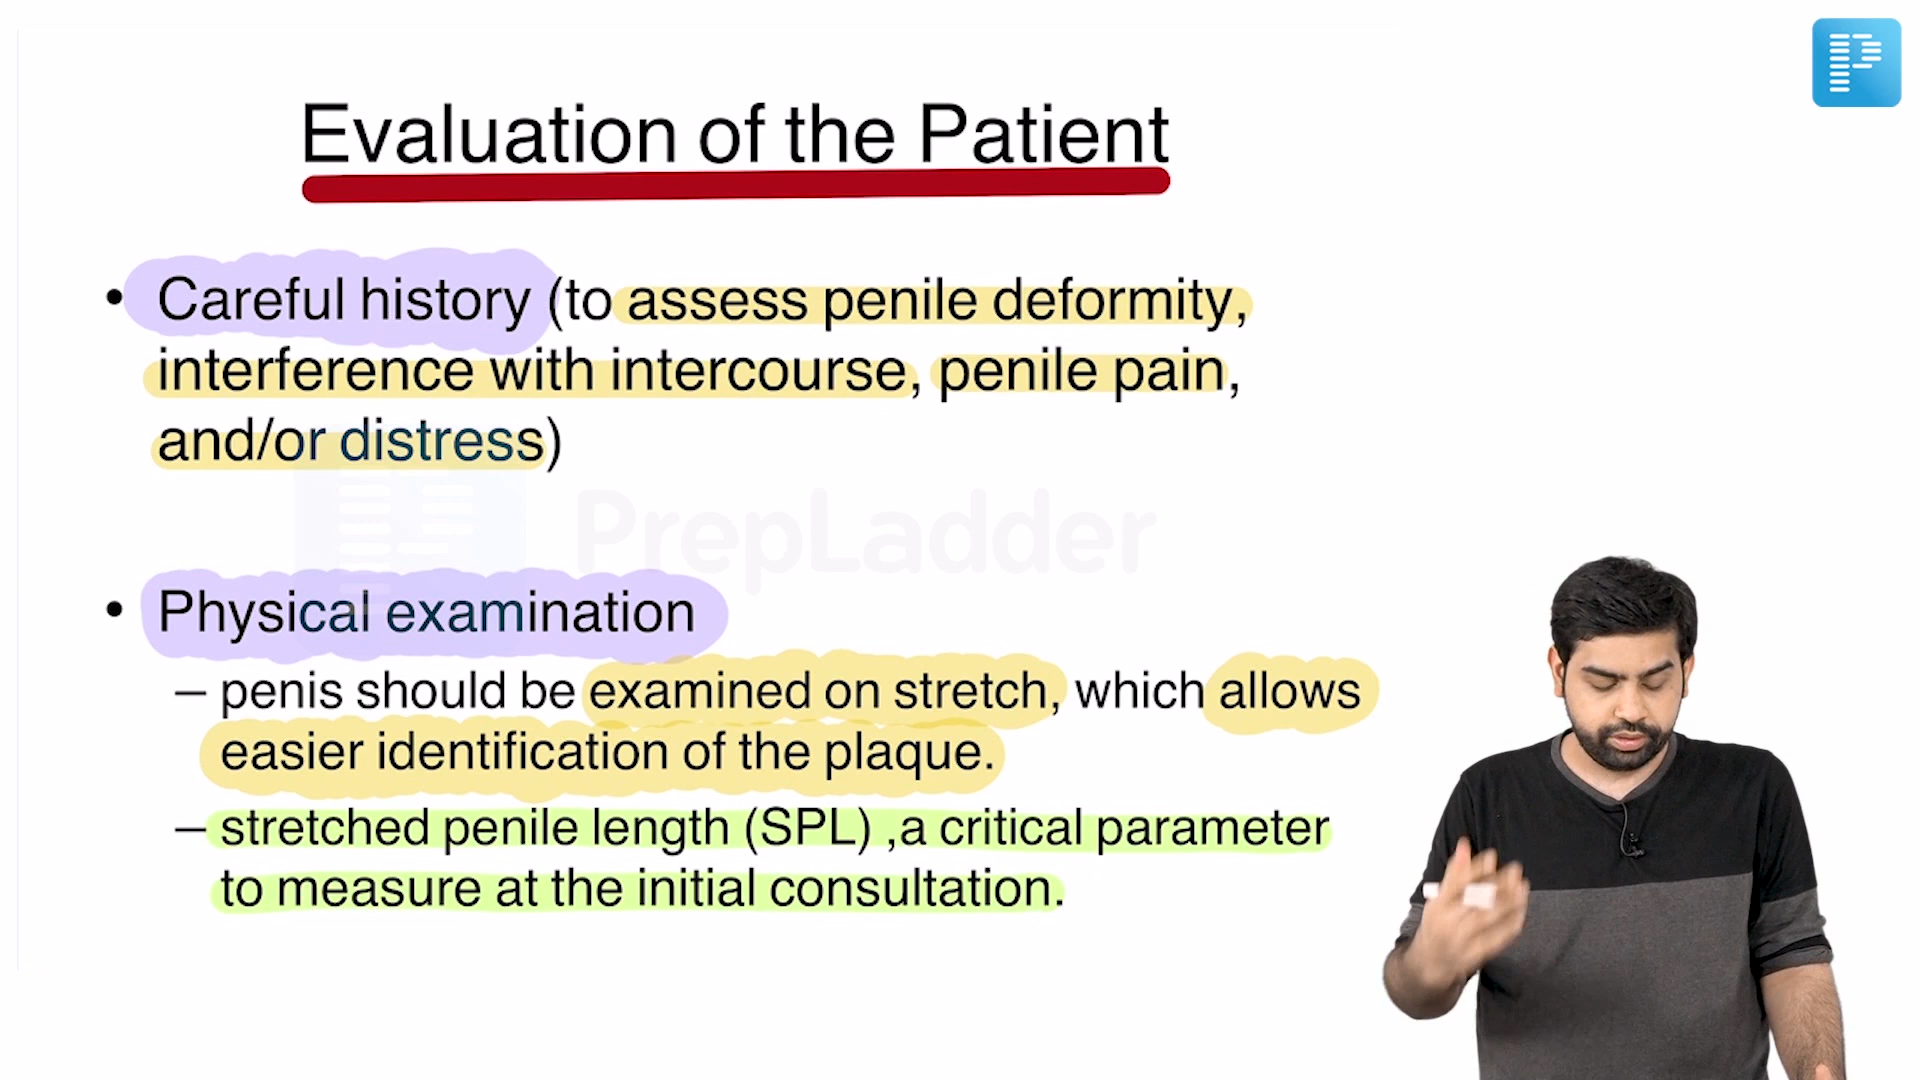 Evaluation of the Patient
• Careful history (to assess penile deformity,
interference with intercourse, penile pain,
and/or distress)
PrepLadder
• Physical examination
– penis should be examined on stretch, which allows
easier identification of the plaque.
– stretched penile length (SPL) ,a critical parameter
to measure at the initial consultation.